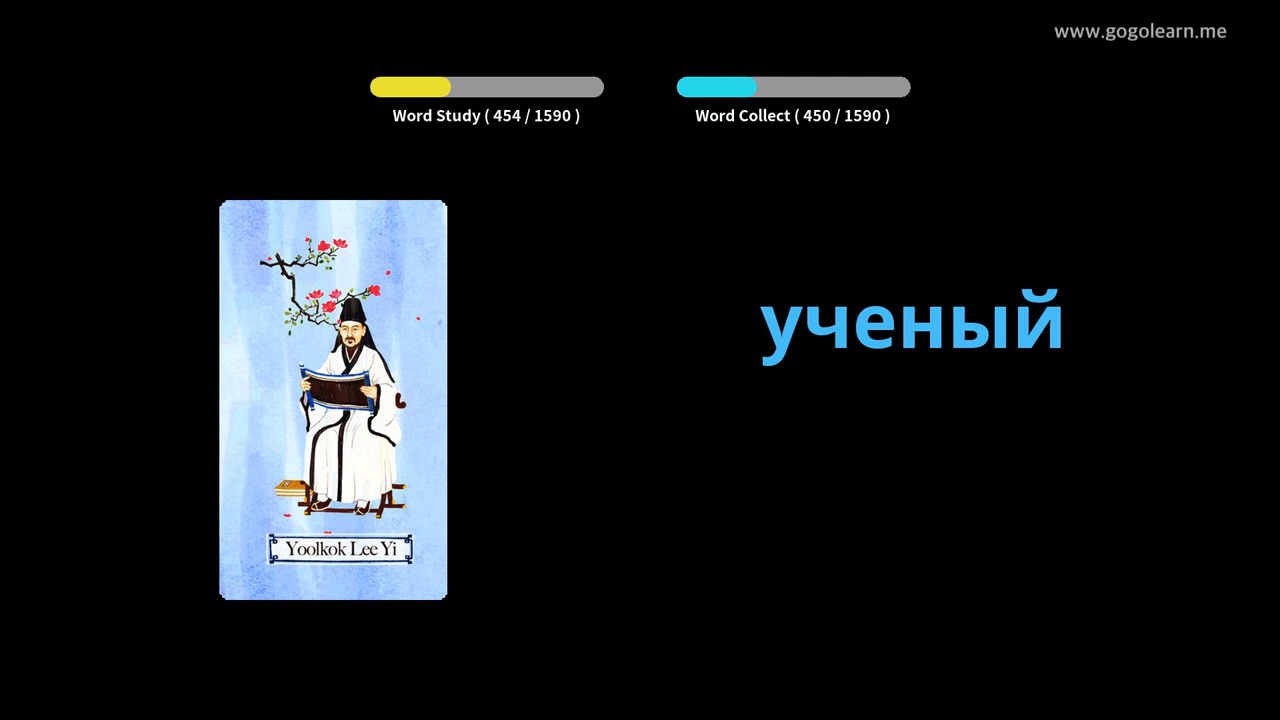 www.gogolearn.me
Word Study ( 454 / 1590 )
Word Collect ( 450 / 1590 )
ученый
Yoolkok Lee Yi